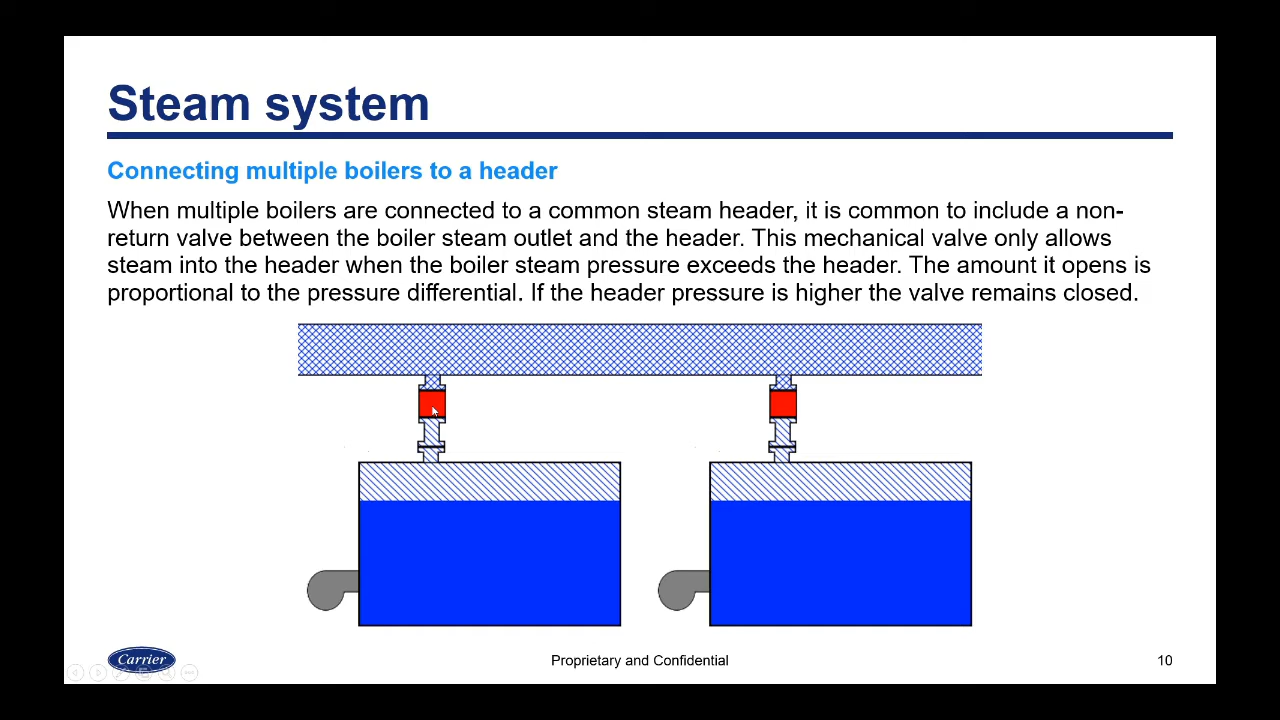 Steam system
Connecting multiple boilers to a header
When multiple boilers are connected to a common steam header, it is common to include a non-
return valve between the boiler steam outlet and the header. This mechanical valve only allows
steam into the header when the boiler steam pressure exceeds the header. The amount it opens is
proportional to the pressure differential. If the header pressure is higher the valve remains closed.
Carrier
Proprietary and Confidential
10